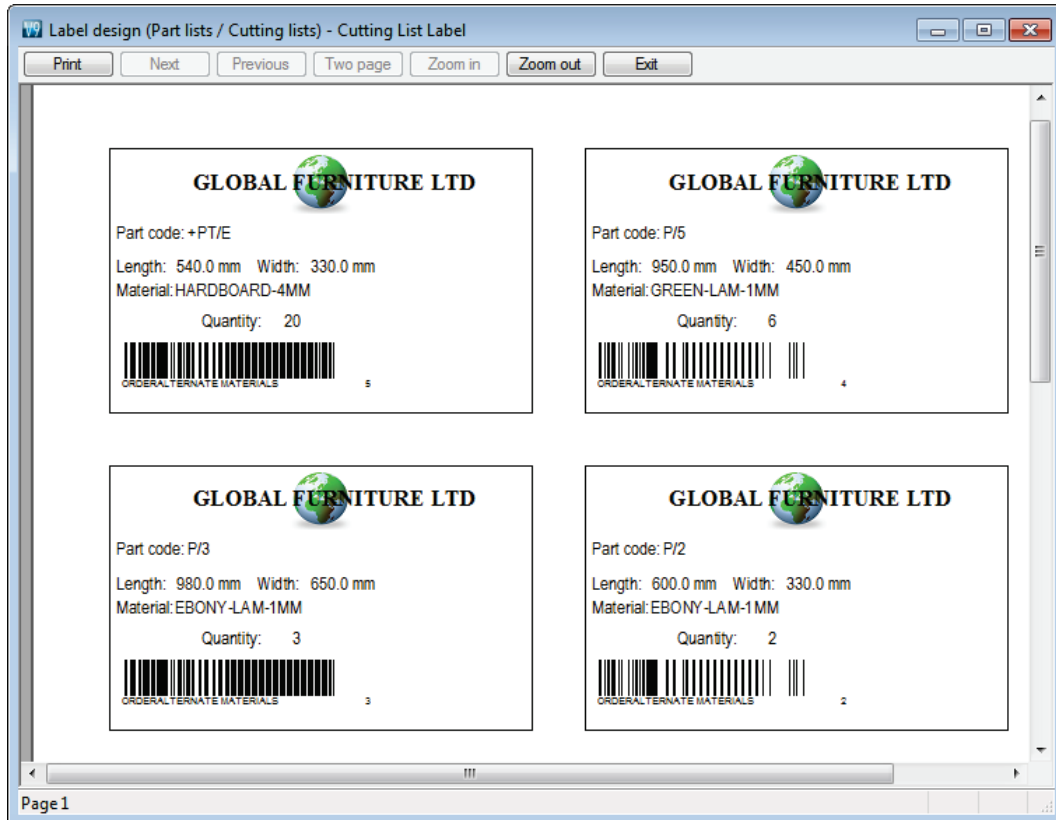 V9 Label design (Part lists / Cutting lists) - Cutting List Label
Print Next Previous Two page Zoom in Zoom out Exit
GLOBAL FURNITURE LTD
Part code: +PT/E
Length: 540.0 mm Width: 330.0 mm
Material: HARDBOARD-4MM
Quantity: 20
ORDERALTERNATE MATERIALS 5
GLOBAL FURNITURE LTD
Part code: P/5
Length: 950.0 mm Width: 450.0 mm
Material: GREEN-LAM-1MM
Quantity: 6
ORDERALTERNATE MATERIALS 4
GLOBAL FURNITURE LTD
Part code: P/3
Length: 980.0 mm Width: 650.0 mm
Material: EBONY-LAM-1MM
Quantity: 3
ORDERALTERNATE MATERIALS 3
GLOBAL FURNITURE LTD
Part code: P/2
Length: 600.0 mm Width: 330.0 mm
Material: EBONY-LAM-1MM
Quantity: 2
ORDERALTERNATE MATERIALS 2
Page 1